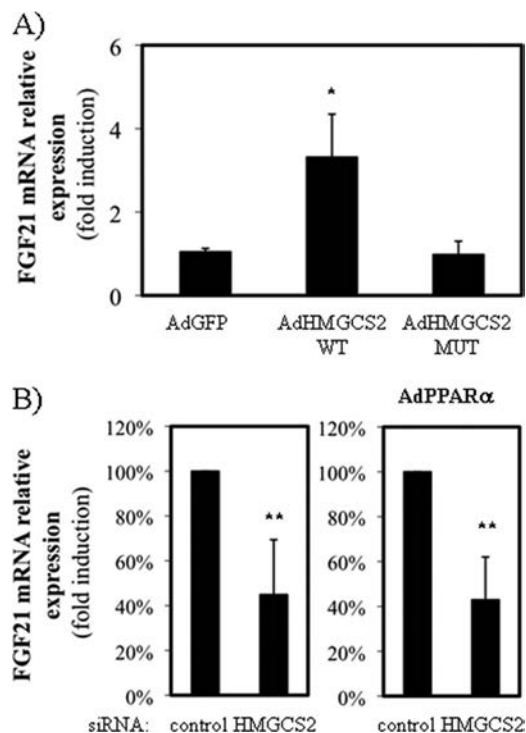 A)
FGF21 mRNA relative
expression
(fold induction)
6
4
2
0
*
AdGFP
AdHMGCS2
WT
AdHMGCS2
MUT
B)
AdPPARα
FGF21 mRNA relative
expression
(fold induction)
120%
100%
80%
60%
40%
20%
0%
**
120%
100%
80%
60%
40%
20%
0%
**
siRNA: control HMGCS2 control HMGCS2